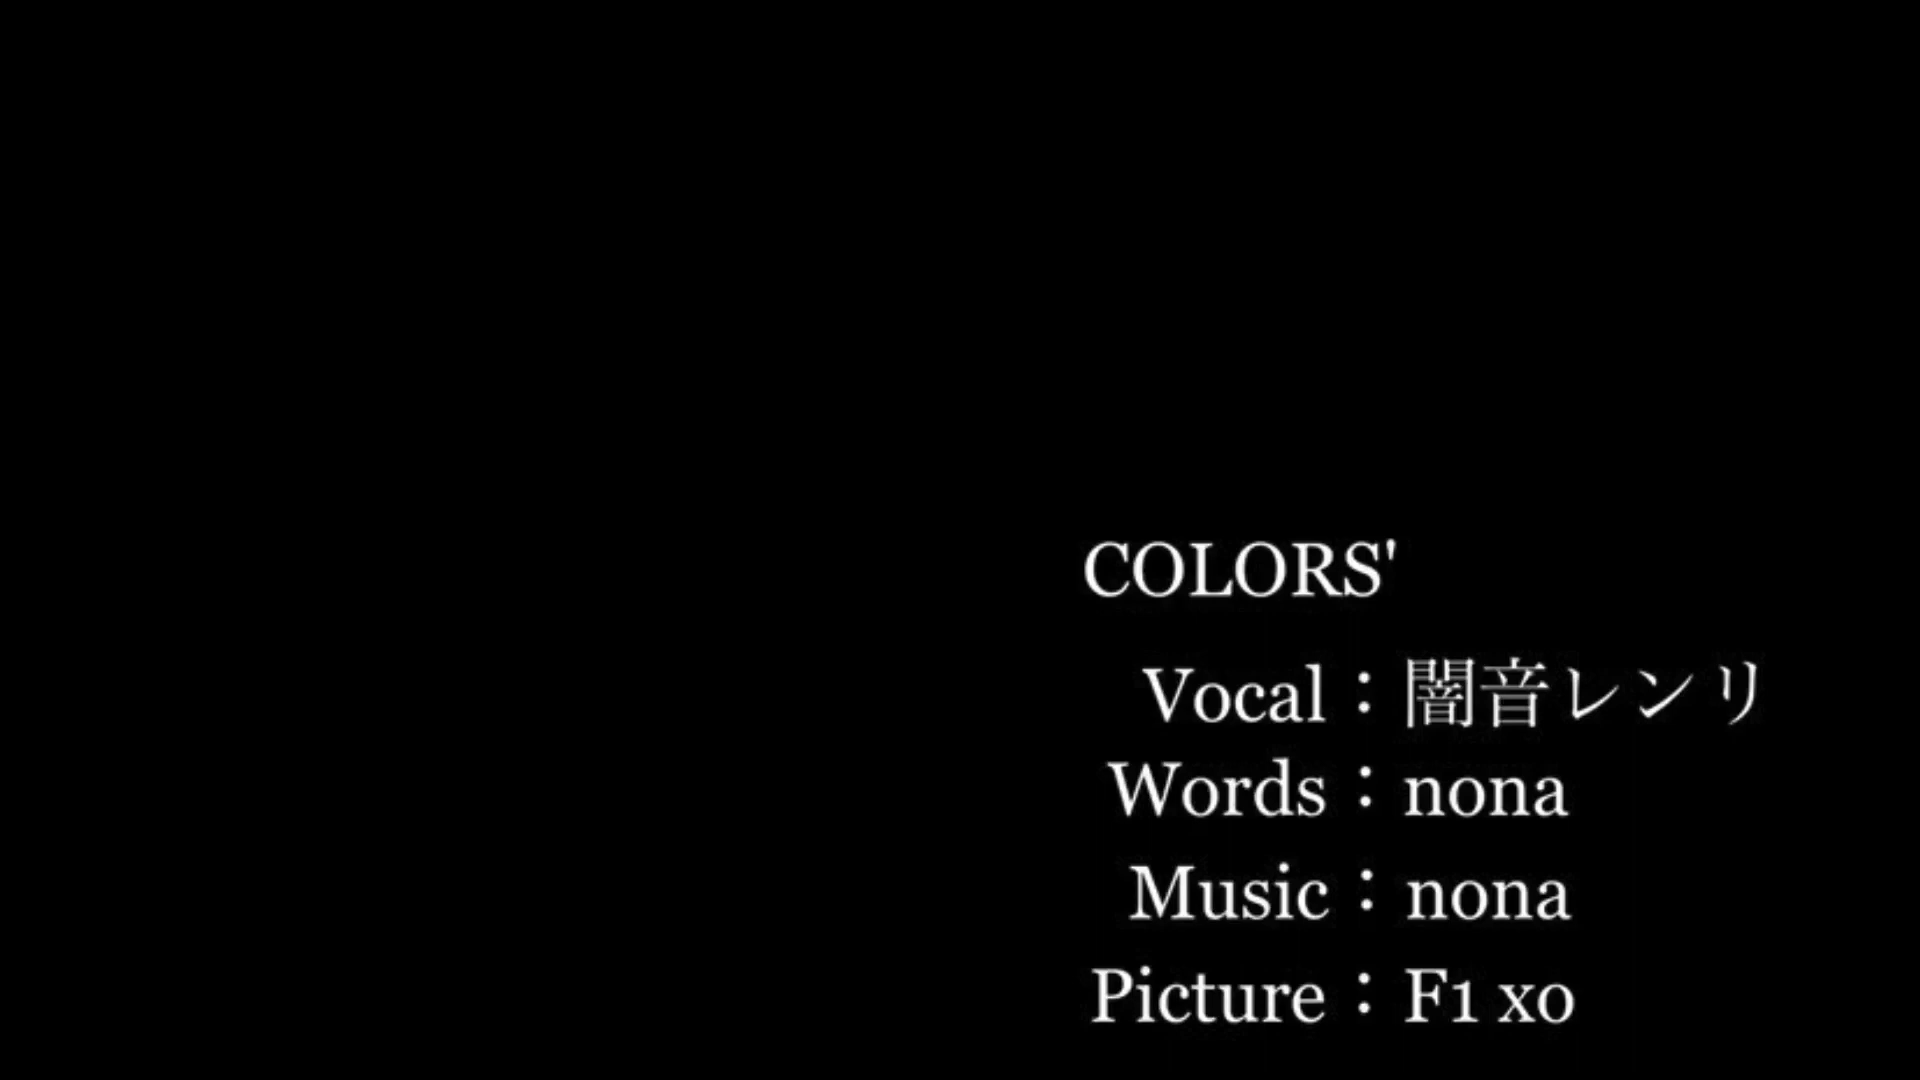 COLORS'
Vocal：闇音レンリ
Words：nona
Music：nona
Picture：F1 xo